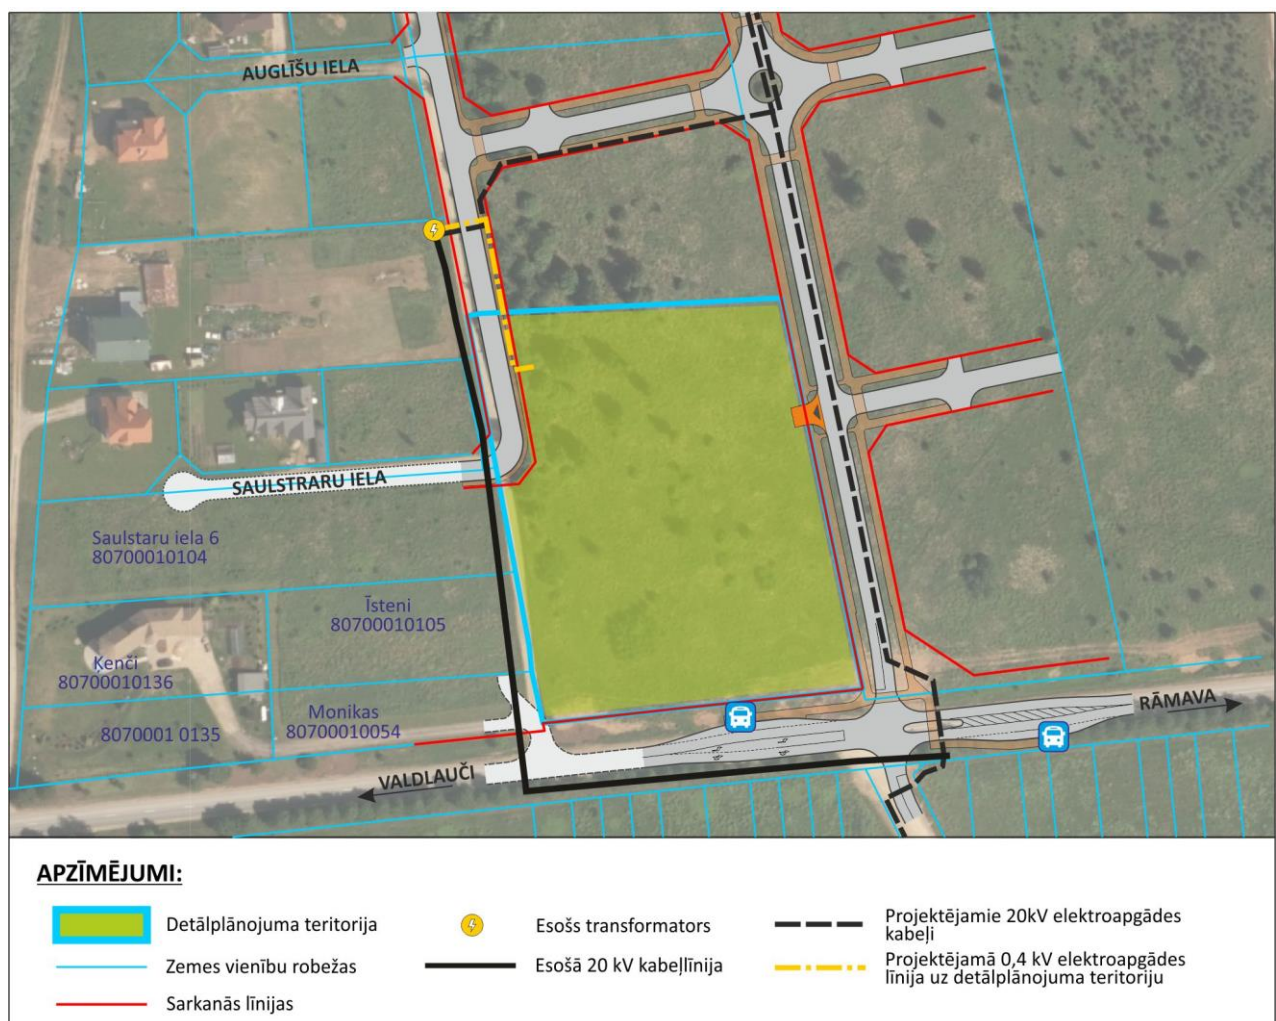 AUGLĪŠU IELA
SAULSTRARU IELA
Saulstaru iela 6
80700010104
Īsteni
80700010105
Ķenči
80700010136
Monikas
80700010054
8070001 0135
RĀMAVA
VALDLAUČI
APZĪMĒJUMI:
Detālplānojuma teritorija
Zemes vienību robežas
Sarkanās līnijas
Esošs transformators
Esošā 20 kV kabeļlīnija
Projektējamie 20kV elektroapgādes
kabeļi
Projektējamā 0,4 kV elektroapgādes
līnija uz detālplānojuma teritoriju